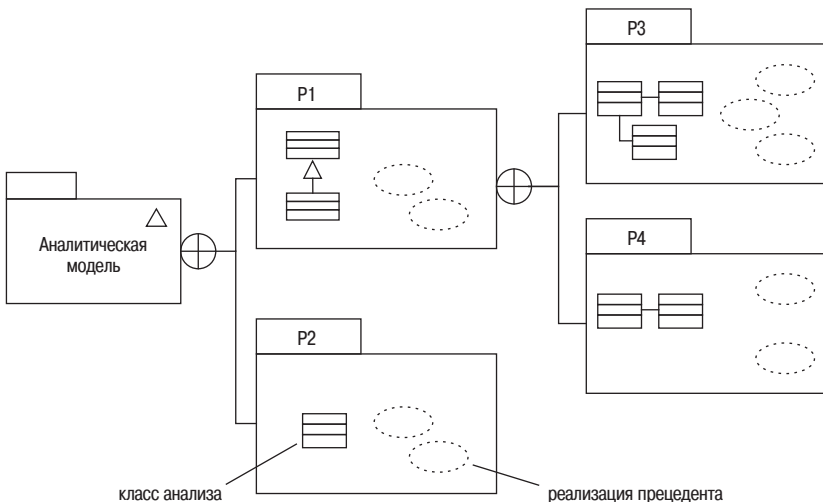 P3
P1
Аналитическая
модель
P4
P2
класс анализа
реализация прецедента